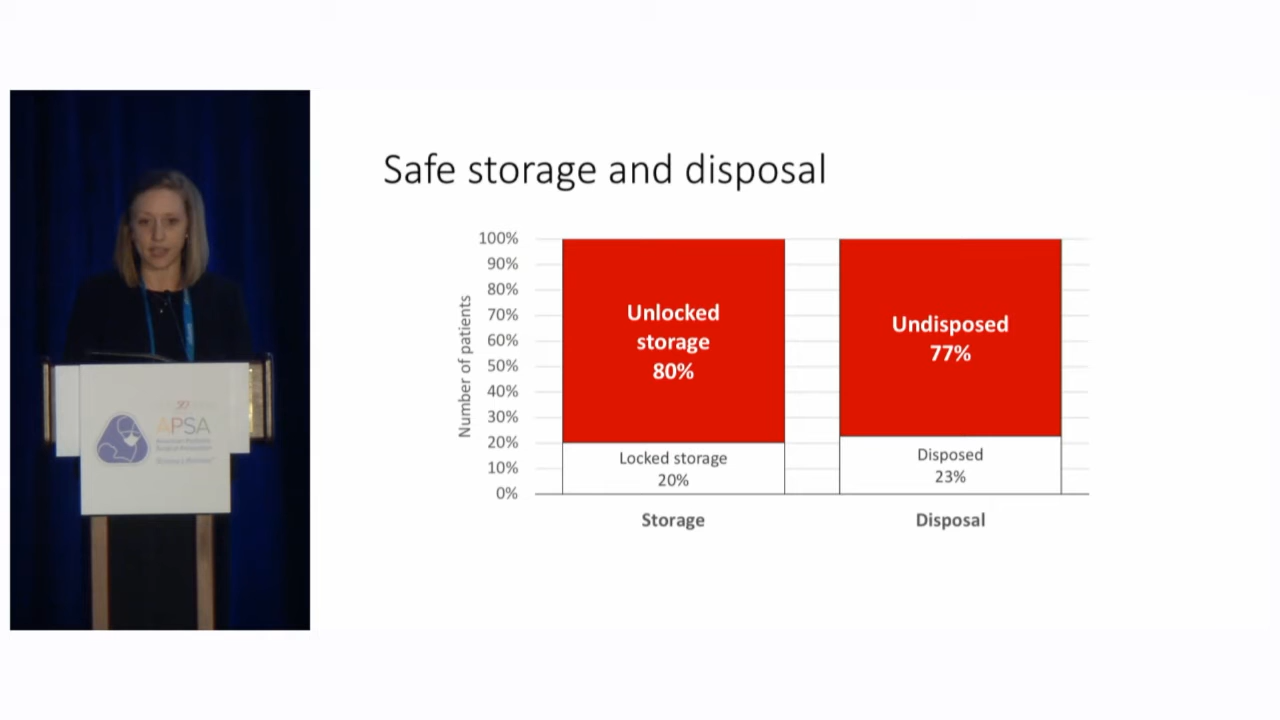 Safe storage and disposal
Number of patients
100%
90%
80%
70%
60%
50%
40%
30%
20%
10%
0%
Unlocked
storage
80%
Locked storage
20%
Undisposed
77%
Disposed
23%
Storage
Disposal
APSA